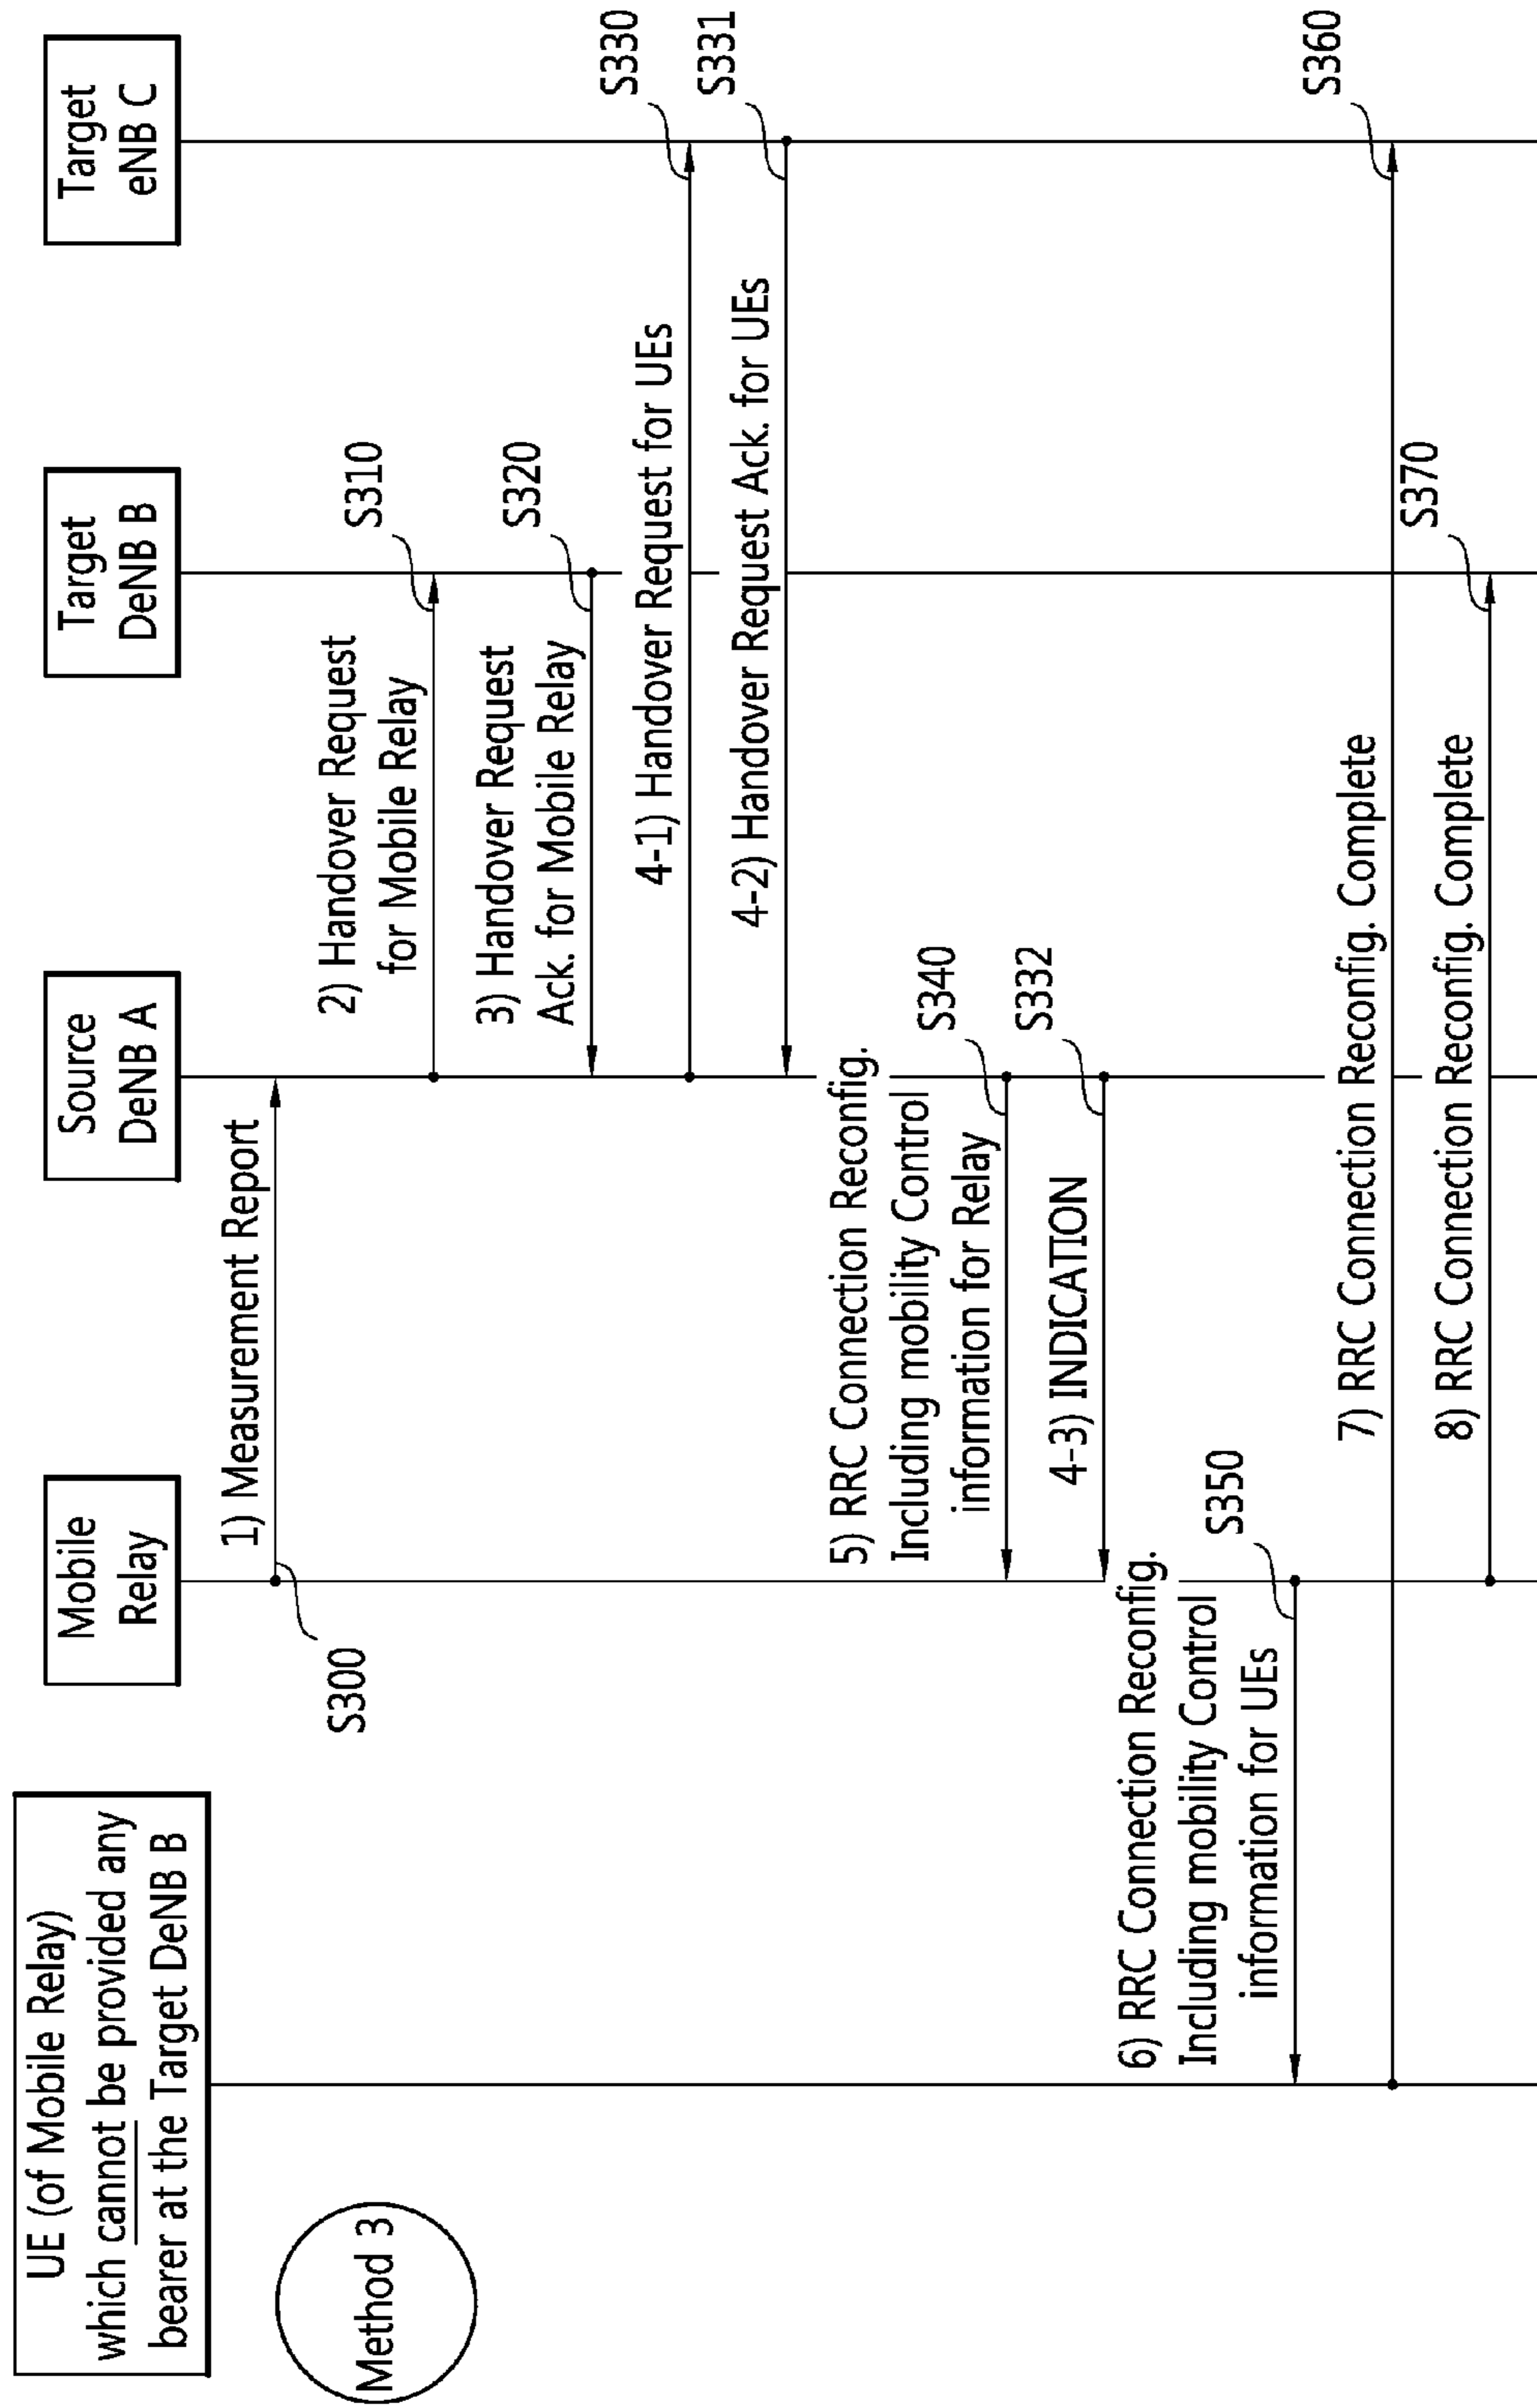 UE (of Mobile Relay)
which cannot be provided any
bearer at the Target DeNB B
Mobile
Relay
Source
DeNB A
Target
DeNB B
Target
eNB C
Method 3
1) Measurement Report
S300
2) Handover Request
for Mobile Relay
S310
3) Handover Request
Ack. for Mobile Relay
S320
4-1) Handover Request for UEs
S330
4-2) Handover Request Ack. for UEs
S331
5) RRC Connection Reconfig.
Including mobility Control
information for Relay
S340
4-3) INDICATION
S332
6) RRC Connection Reconfig.
Including mobility Control
information for UEs
S350
7) RRC Connection Reconfig. Complete
S360
8) RRC Connection Reconfig. Complete
S370